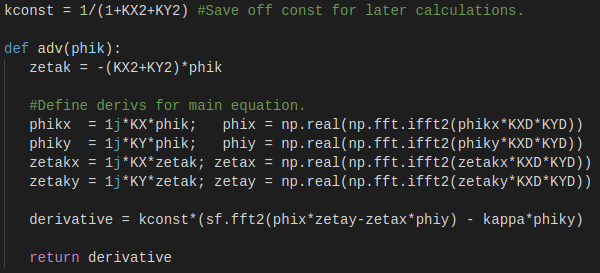 kconst = 1/(1+KX2+KY2) #Save off const for later calculations.
def adv(phik):
zetak = -(KX2+KY2)*phik
#Define derivs for main equation.
phikx  = 1j*KX*phik;   phix = np.real(np.fft.ifft2(phikx*KXD*KYD))
phiky  = 1j*KY*phik;   phiy = np.real(np.fft.ifft2(phiky*KXD*KYD))
zetakx = 1j*KX*zetak; zetax = np.real(np.fft.ifft2(zetakx*KXD*KYD))
zetaky = 1j*KY*zetak; zetay = np.real(np.fft.ifft2(zetaky*KXD*KYD))
derivative = kconst*(sf.fft2(phix*zetay-zetax*phiy) - kappa*phiky)
return derivative